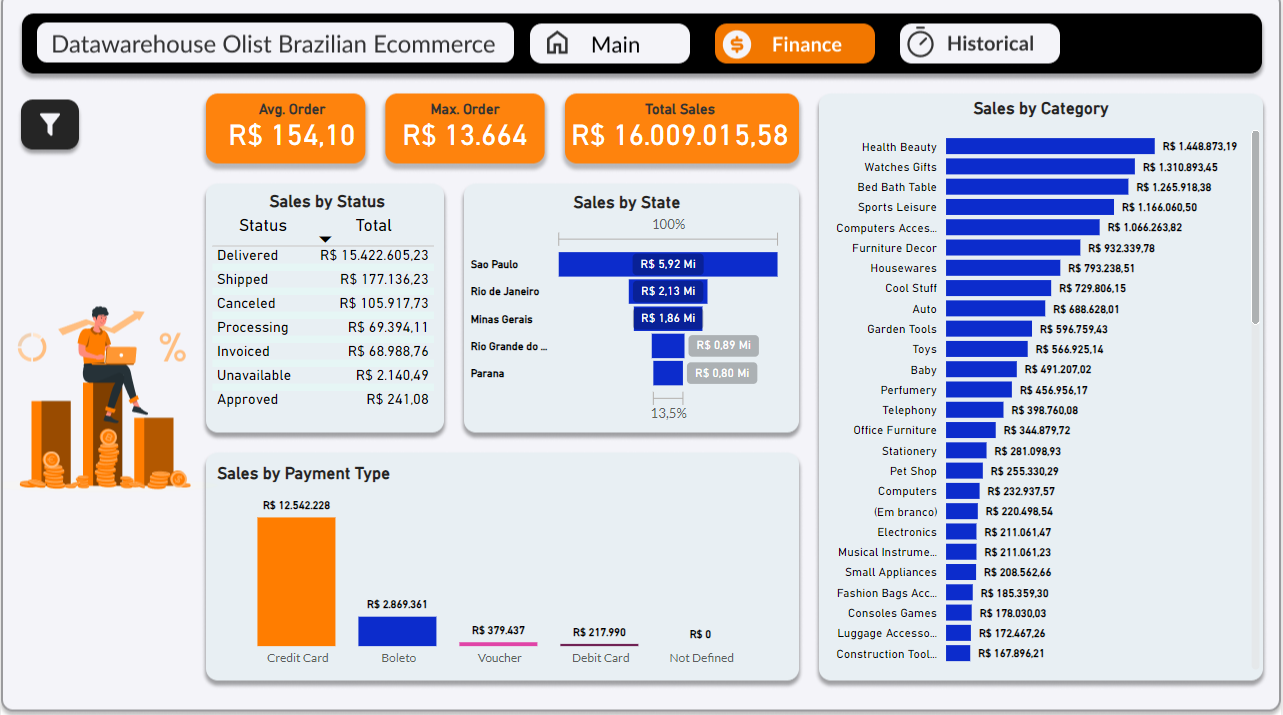 Datawarehouse Olist Brazilian Ecommerce
Main
Finance
Historical
Avg. Order
R$ 154,10
Max. Order
R$ 13.664
Total Sales
R$ 16.009.015,58
Sales by Status
Status Total
Delivered R$ 15.422.605,23
Shipped R$ 177.136,23
Canceled R$ 105.917,73
Processing R$ 69.394,11
Invoiced R$ 68.988,76
Unavailable R$ 2.140,49
Approved R$ 241,08
Sales by State
100%
Sao Paulo R$ 5,92 Mi
Rio de Janeiro R$ 2,13 Mi
Minas Gerais R$ 1,86 Mi
Rio Grande do ... R$ 0,89 Mi
Parana R$ 0,80 Mi
13,5%
%
Sales by Payment Type
R$ 12.542.228
R$ 2.869.361
R$ 379.437
R$ 217.990
R$ 0
Credit Card
Boleto
Voucher
Debit Card
Not Defined
Sales by Category
Health Beauty R$ 1.448.873,19
Watches Gifts R$ 1.310.893,45
Bed Bath Table R$ 1.265.918,38
Sports Leisure R$ 1.166.060,50
Computers Acces... R$ 1.066.263,82
Furniture Decor R$ 932.339,78
Housewares R$ 793.238,51
Cool Stuff R$ 729.806,15
Auto R$ 688.628,01
Garden Tools R$ 596.759,43
Toys R$ 566.925,14
Baby R$ 491.207,02
Perfumery R$ 456.956,17
Telephony R$ 398.760,08
Office Furniture R$ 344.879,72
Stationery R$ 281.098,93
Pet Shop R$ 255.330,29
Computers R$ 232.937,57
(Em branco) R$ 220.498,54
Electronics R$ 211.061,47
Musical Instrume... R$ 211.061,23
Small Appliances R$ 208.562,66
Fashion Bags Acc... R$ 185.359,30
Consoles Games R$ 178.030,03
Luggage Accesso... R$ 172.467,26
Construction Tool... R$ 167.896,21